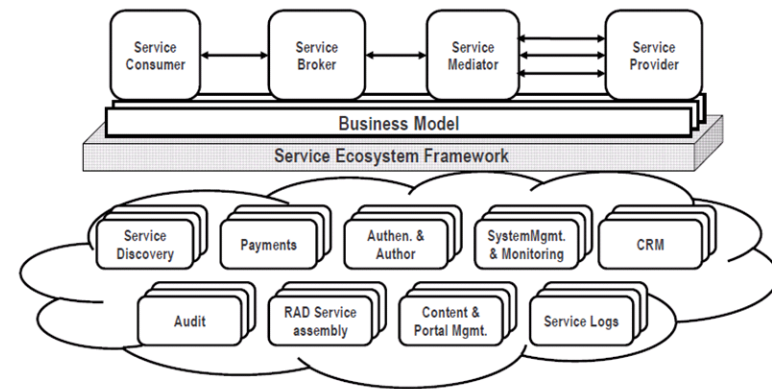 Service
Consumer
Service
Broker
Service
Mediator
Service
Provider
Business Model
Service Ecosystem Framework
Service
Discovery
Payments
Authen. &
Author
SystemMgmt.
& Monitoring
CRM
Audit
RAD Service
assembly
Content &
Portal Mgmt.
Service Logs